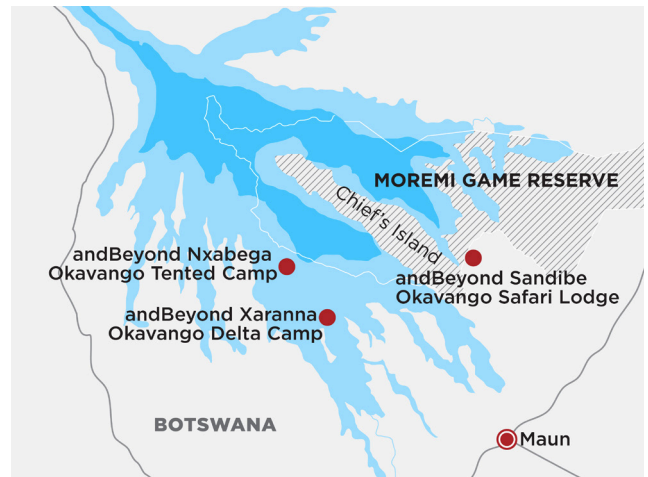 MOREMI GAME RESERVE
Chief's Island
andBeyond Nxabega
Okavango Tented Camp
andBeyond Sandibe
Okavango Safari Lodge
andBeyond Xaranna
Okavango Delta Camp
BOTSWANA
Maun